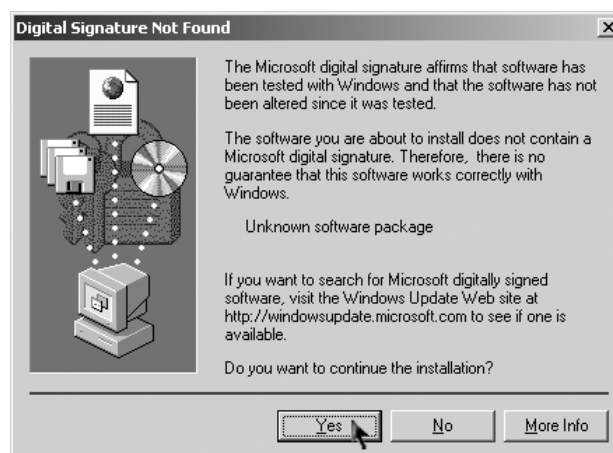 Digital Signature Not Found
The Microsoft digital signature affirms that software has
been tested with Windows and that the software has not
been altered since it was tested.
The software you are about to install does not contain a
Microsoft digital signature. Therefore, there is no
guarantee that this software works correctly with
Windows.
Unknown software package
If you want to search for Microsoft digitally signed
software, visit the Windows Update Web site at
http://windowsupdate.microsoft.com to see if one is
available.
Do you want to continue the installation?
Yes No More Info